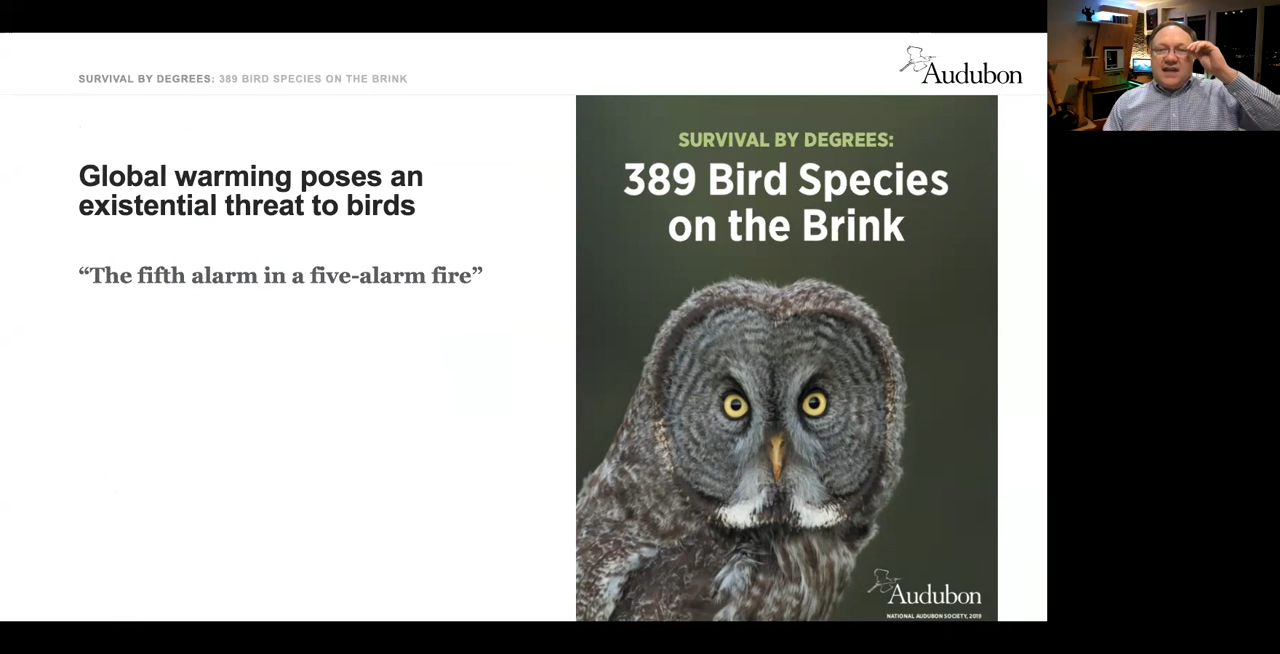 SURVIVAL BY DEGREES: 389 BIRD SPECIES ON THE BRINK
Audubon
Global warming poses an
existential threat to birds
“The fifth alarm in a five-alarm fire”
SURVIVAL BY DEGREES:
389 Bird Species
on the Brink
Audubon
NATIONAL AUDUBON SOCIETY, 2019